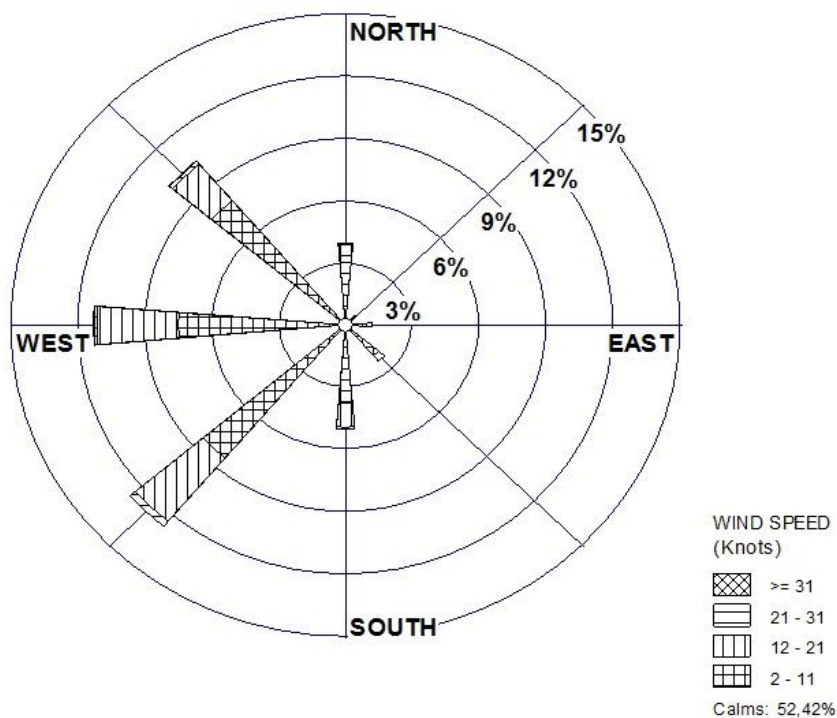 NORTH
15%
12%
9%
6%
3%
WEST
EAST
SOUTH
WIND SPEED
(Knots)
>= 31
21 - 31
12 - 21
2 - 11
Calms: 52,42%